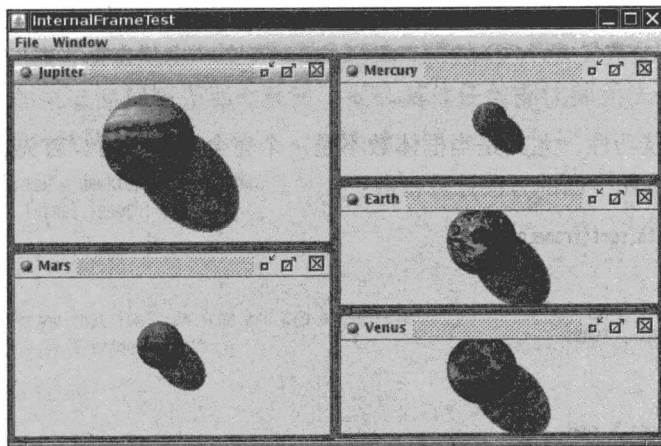 InternalFrameTest
File Window
Jupiter
Mars
Mercury
Earth
Venus